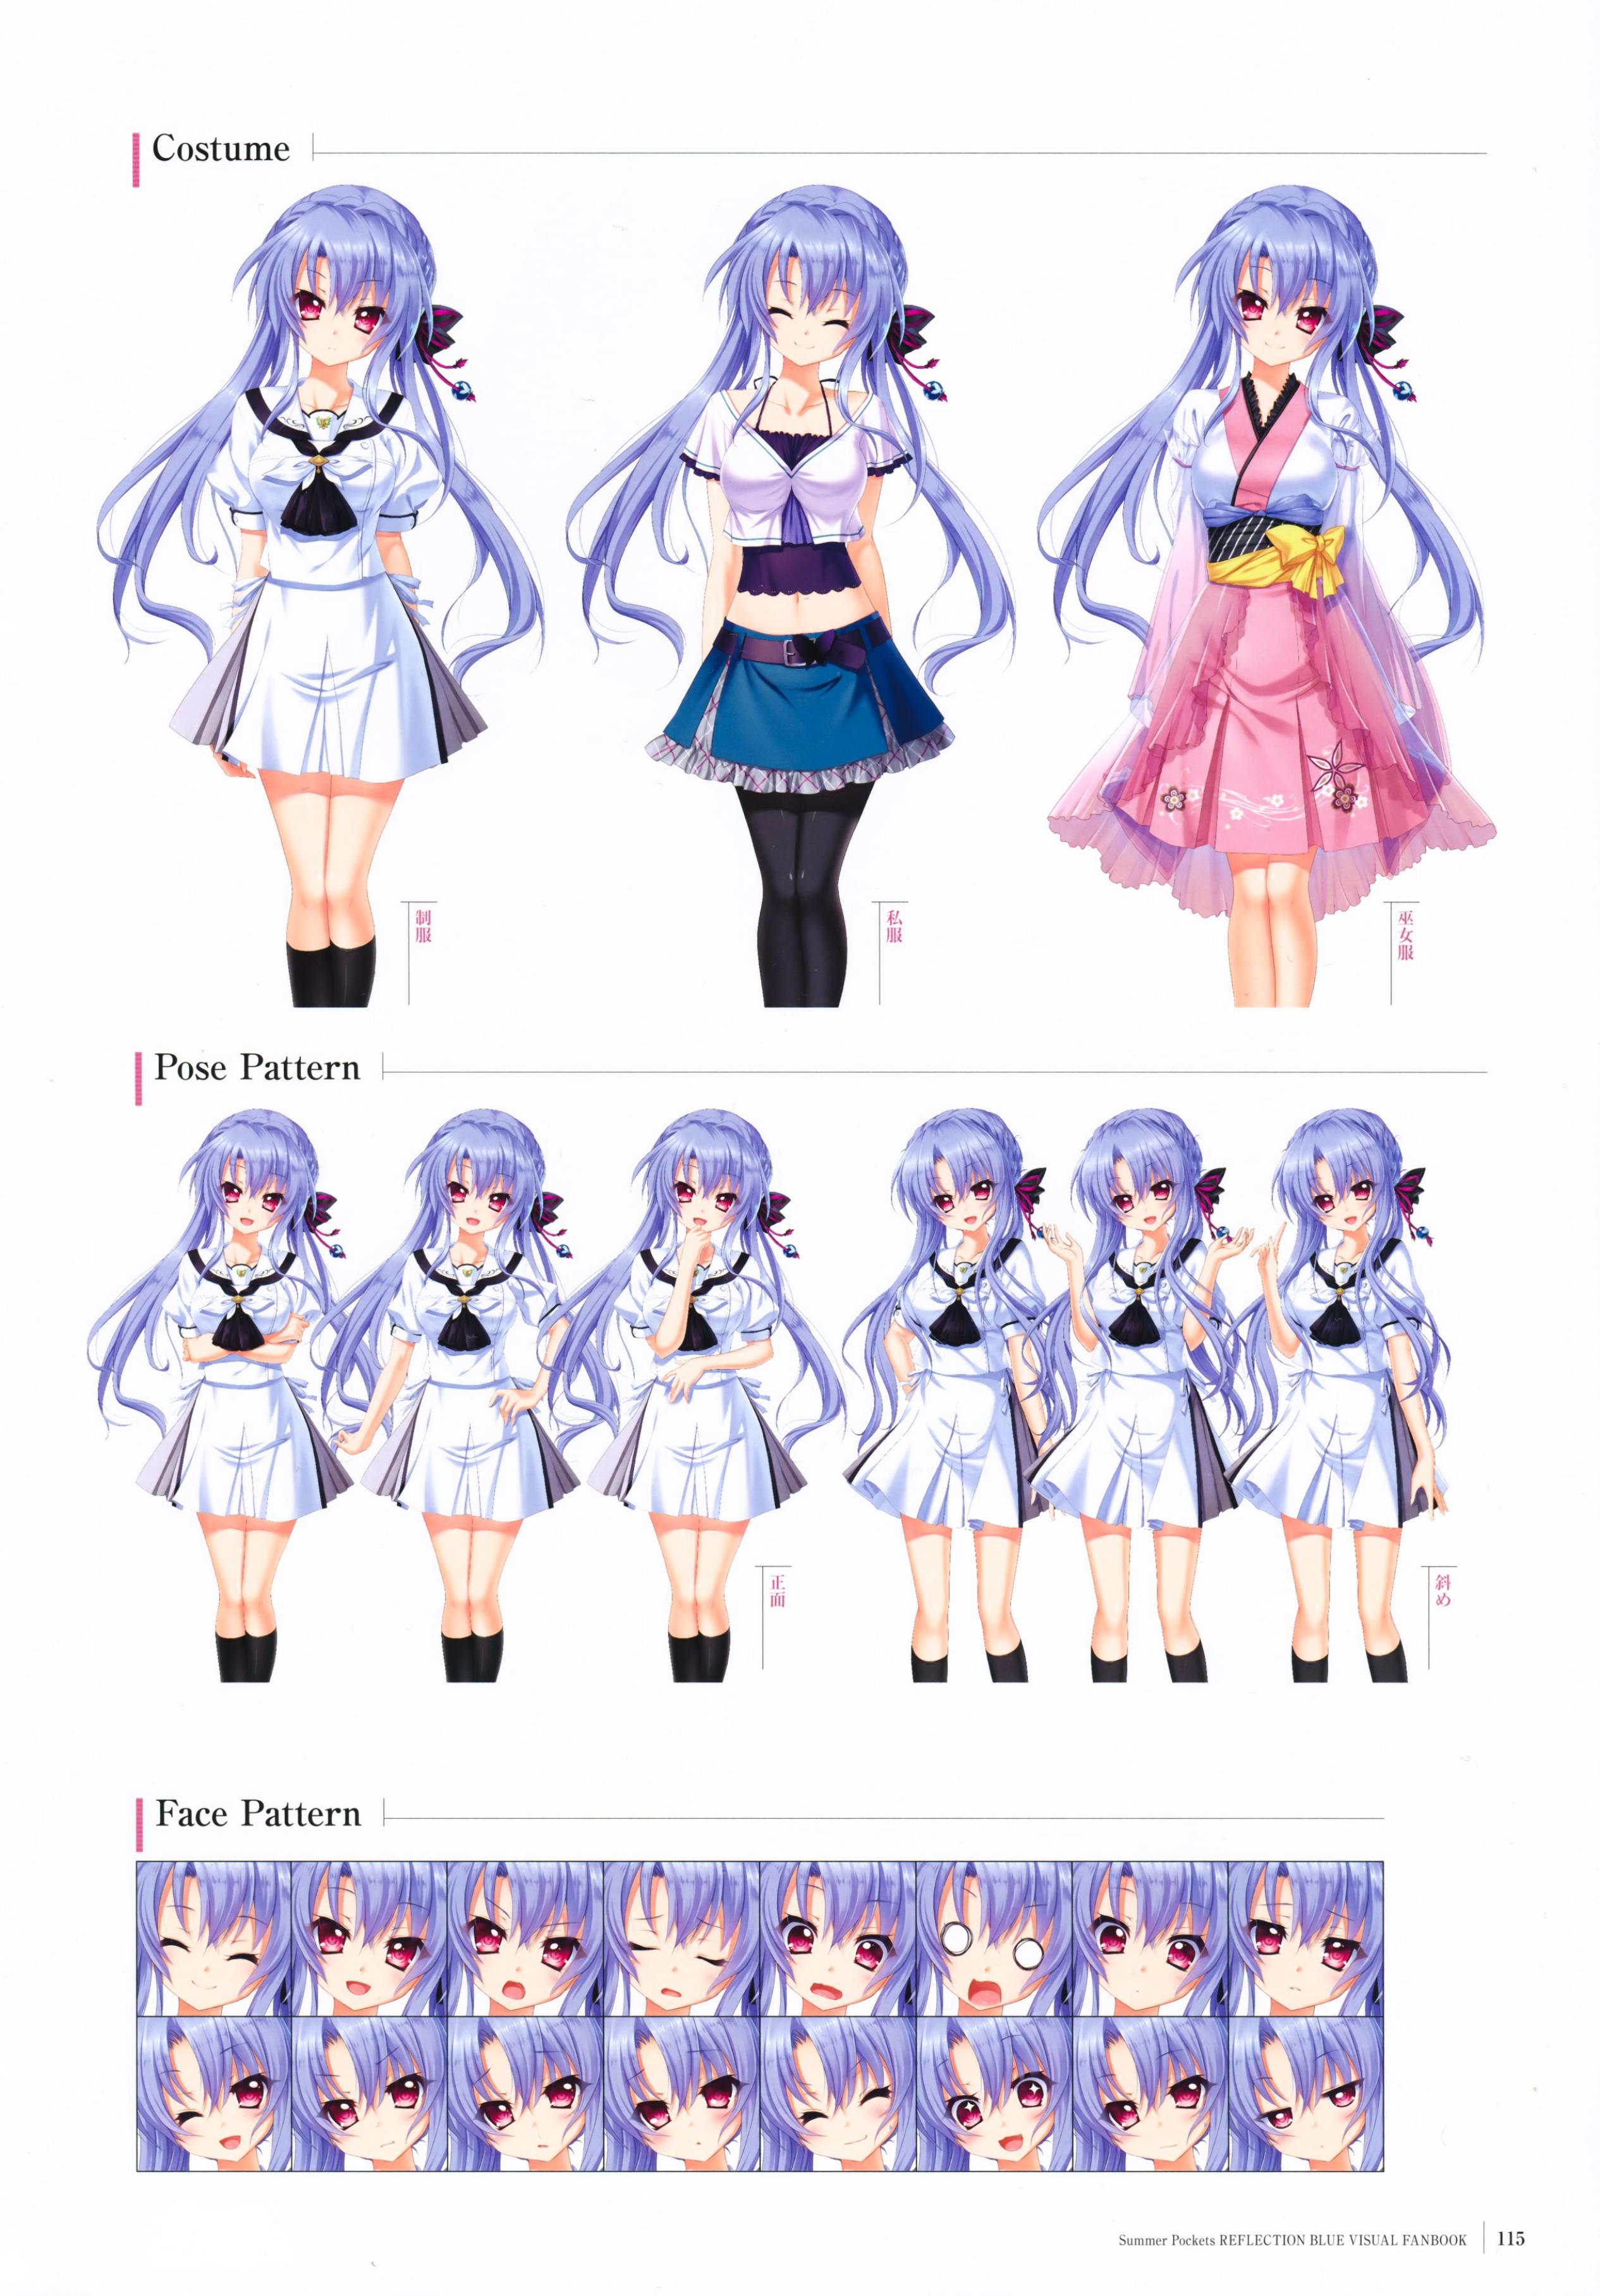 Costume
制服
私服
巫女服
Pose Pattern
正面
斜め
Face Pattern
Summer Pockets REFLECTION BLUE VISUAL FANBOOK
115